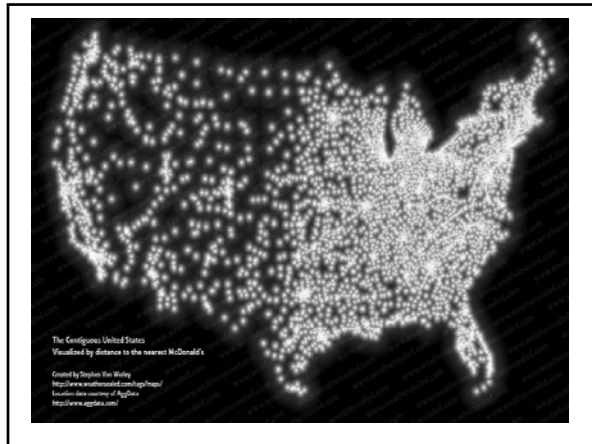 The Contiguous United States
Visualized by distance to the nearest McDonald's
Created by Stephen Von Worley
http://www.weathersealed.com/tags/maps/
Location data courtesy of AggData
http://www.aggdata.com/